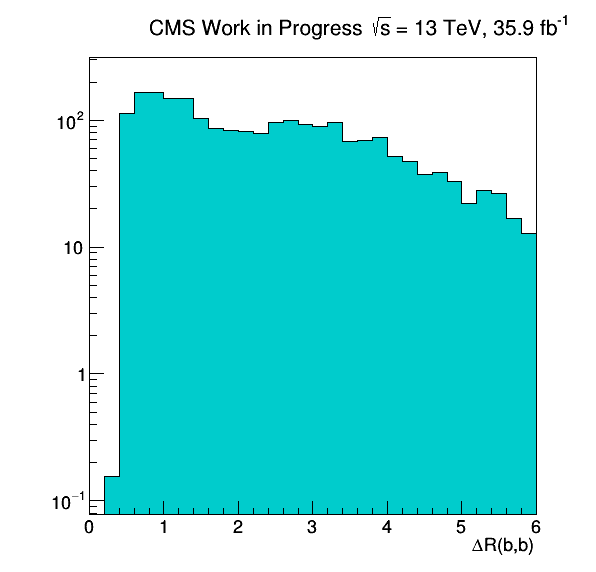 CMS Work in Progress √s = 13 TeV, 35.9 fb⁻¹
10²
10
1
10⁻¹
0 1 2 3 4 5 6
ΔR(b,b)